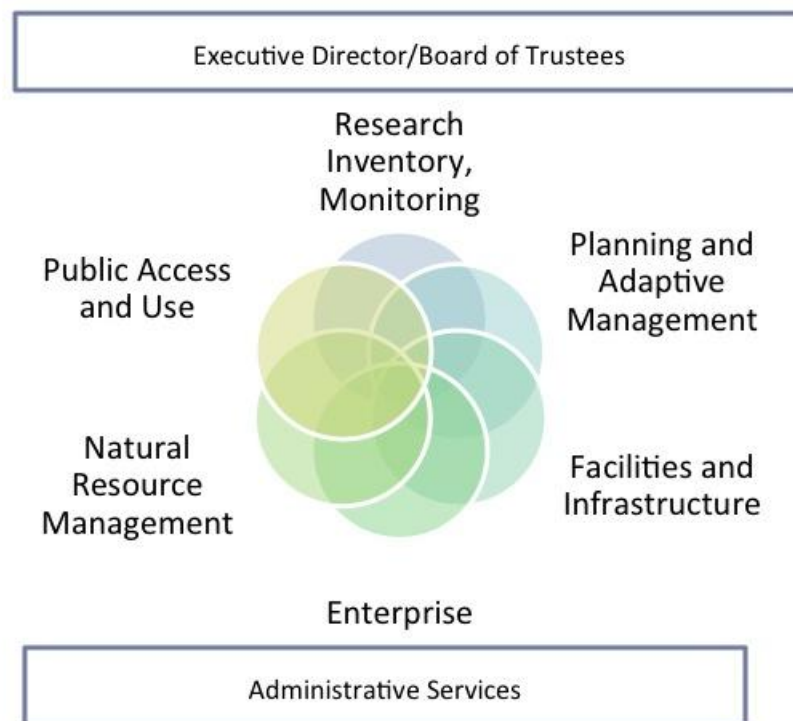 Executive Director/Board of Trustees
Research
Inventory,
Monitoring
Public Access
and Use
Planning and
Adaptive
Management
Natural
Resource
Management
Facilities and
Infrastructure
Enterprise
Administrative Services